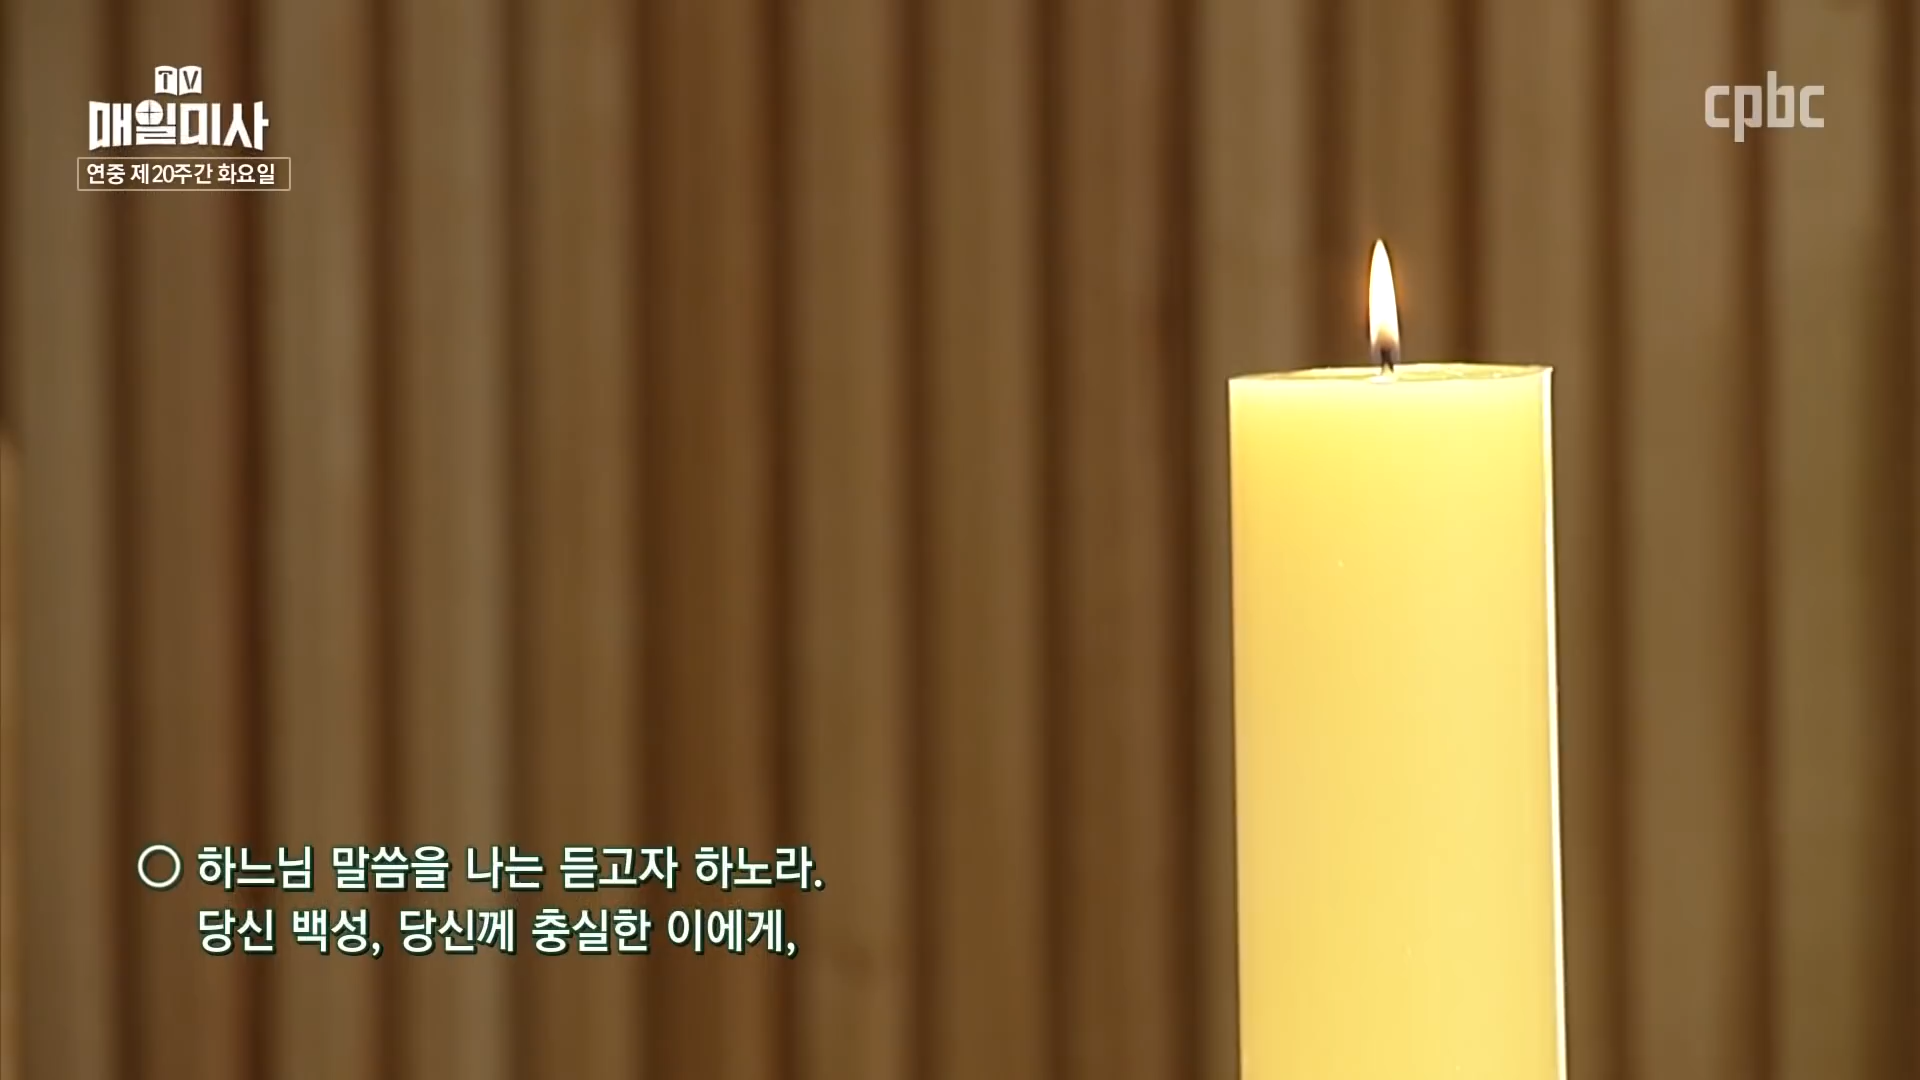 TV
매일미사
연중 제20주간 화요일
cpbc
○ 하느님 말씀을 나는 듣고자 하노라.
당신 백성, 당신께 충실한 이에게,